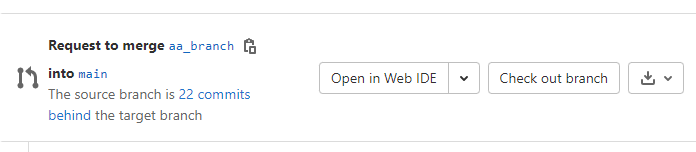 Request to merge aa_branch
into main
The source branch is 22 commits
behind the target branch
Open in Web IDE
Check out branch